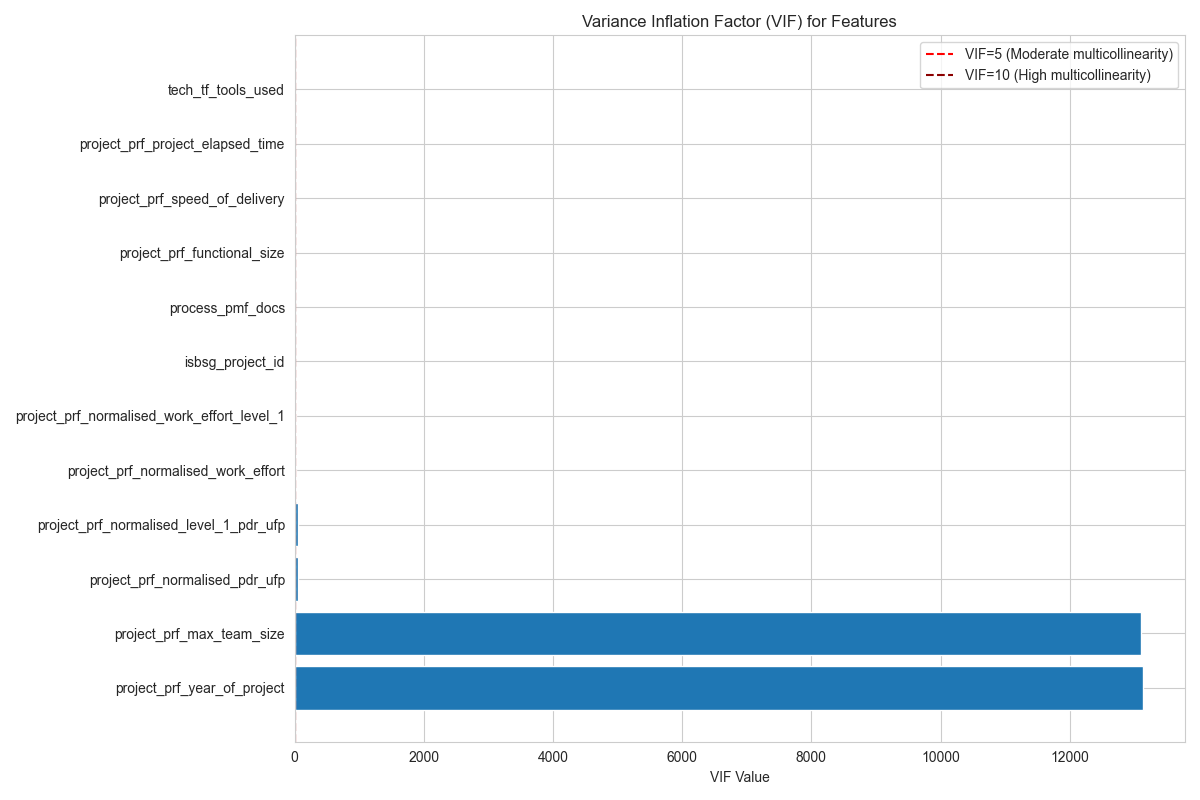 Variance Inflation Factor (VIF) for Features
VIF=5 (Moderate multicollinearity)
VIF=10 (High multicollinearity)
tech_tf_tools_used
project_prf_project_elapsed_time
project_prf_speed_of_delivery
project_prf_functional_size
process_pmf_docs
isbsg_project_id
project_prf_normalised_work_effort_level_1
project_prf_normalised_work_effort
project_prf_normalised_level_1_pdr_ufp
project_prf_normalised_pdr_ufp
project_prf_max_team_size
project_prf_year_of_project
0 2000 4000 6000 8000 10000 12000
VIF Value